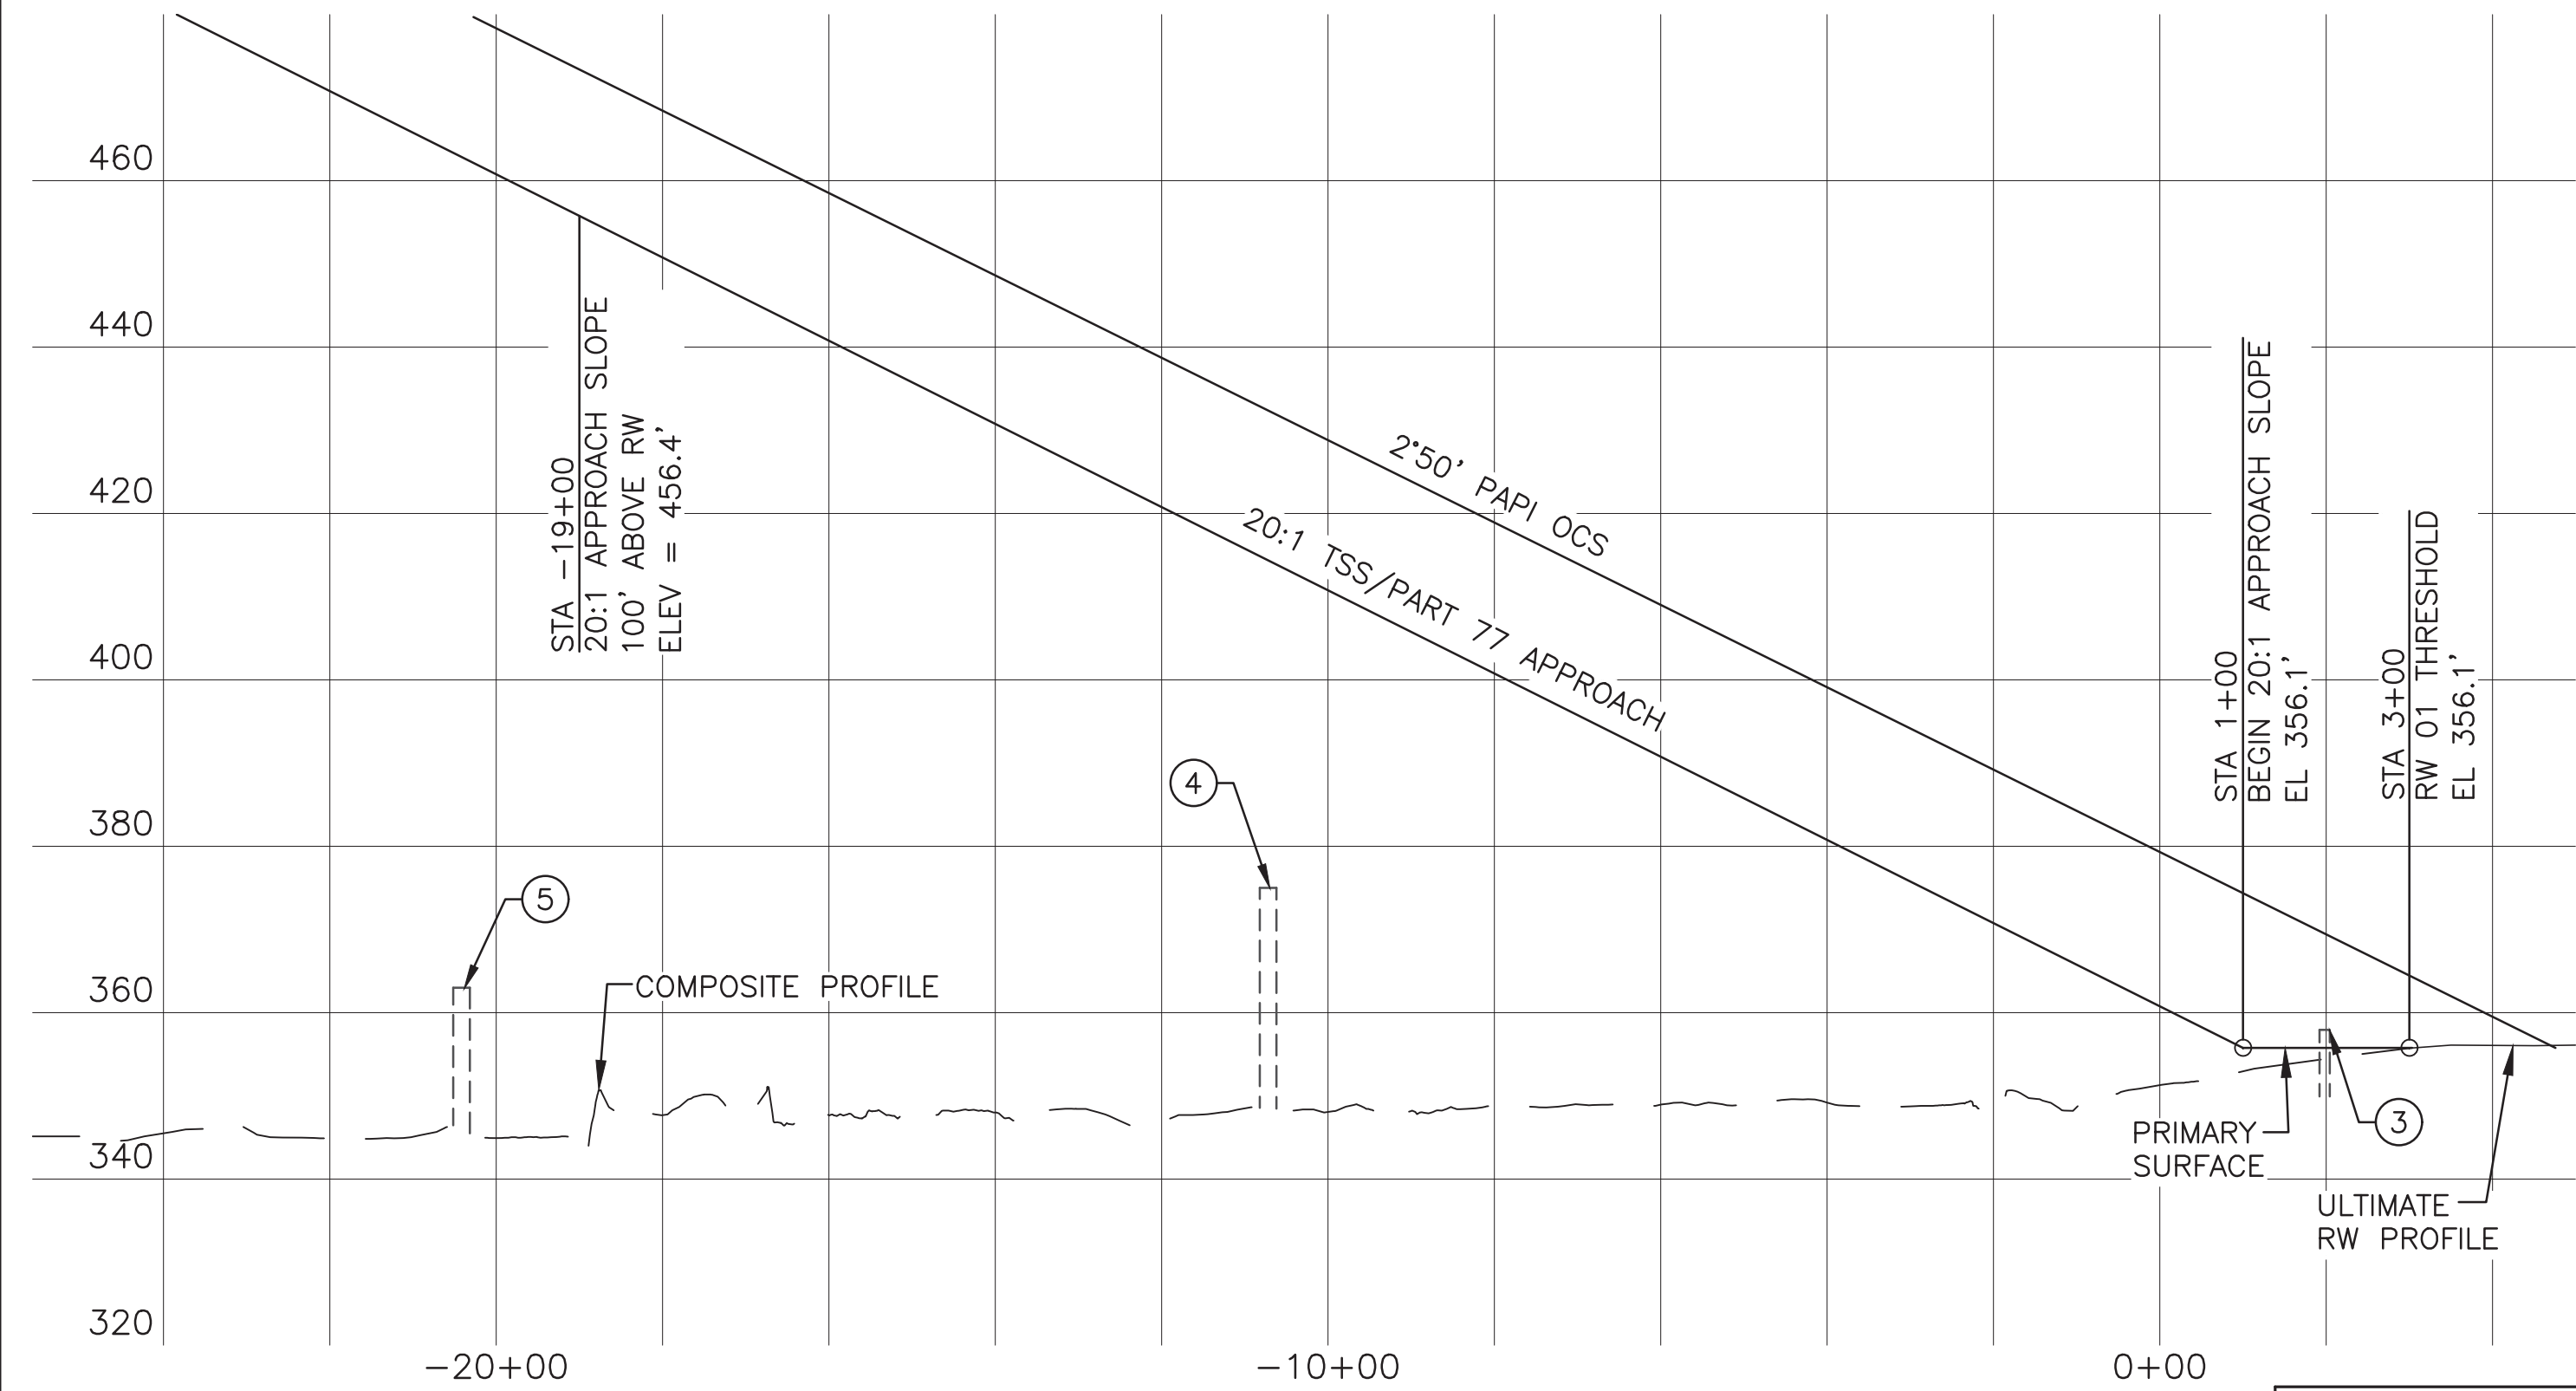 460
440
420
400
380
360
340
320
-20+00
-10+00
0+00
STA -19+00
20:1 APPROACH SLOPE
100' ABOVE RW
ELEV = 456.4'
2°50' PAPI OCS
20:1 TSS/PART 77 APPROACH
STA 1+00
BEGIN 20:1 APPROACH SLOPE
EL 356.1'
STA 3+00
RW 01 THRESHOLD
EL 356.1'
4
5
COMPOSITE PROFILE
3
PRIMARY
SURFACE
ULTIMATE
RW PROFILE